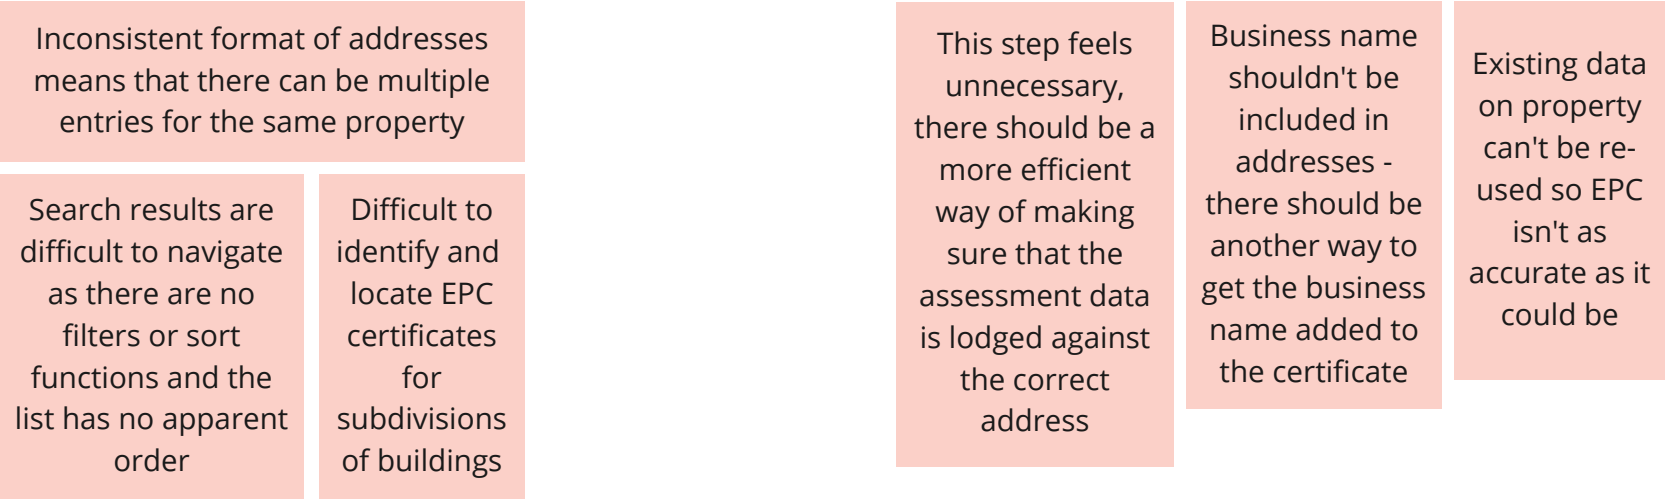 Inconsistent format of addresses
means that there can be multiple
entries for the same property
Search results are
difficult to navigate
as there are no
filters or sort
functions and the
list has no apparent
order
Difficult to
identify and
locate EPC
certificates
for
subdivisions
of buildings
This step feels
unnecessary,
there should be a
more efficient
way of making
sure that the
assessment data
is lodged against
the correct
address
Business name
shouldn't be
included in
addresses -
there should be
another way to
get the business
name added to
the certificate
Existing data
on property
can't be re-
used so EPC
isn't as
accurate as it
could be